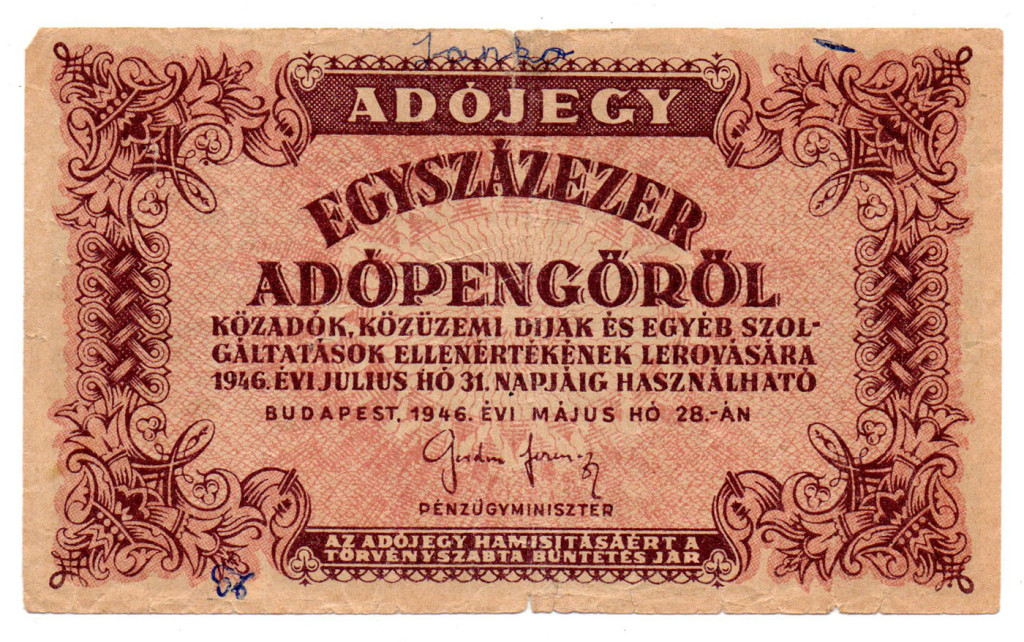 Janko
ADÓJEGY
EGYSZÁZEZER
ADÓPENGŐRŐL
KÖZADÓK, KÖZÜZEMI DIJAK ÉS EGYÉB SZOL-
GÁLTATÁSOK ELLENÉRTÉKÉNEK LEROVÁSÁRA
1946. ÉVI JULIUS HÓ 31. NAPJÁIG HASZNÁLHATÓ
BUDAPEST, 1946. ÉVI MÁJUS HÓ 28.-ÁN
PÉNZÜGYMINISZTER
AZ ADÓJEGY HAMISITÁSÁÉRT A
TÖRVÉNYSZABTA BÜNTETÉS JÁR